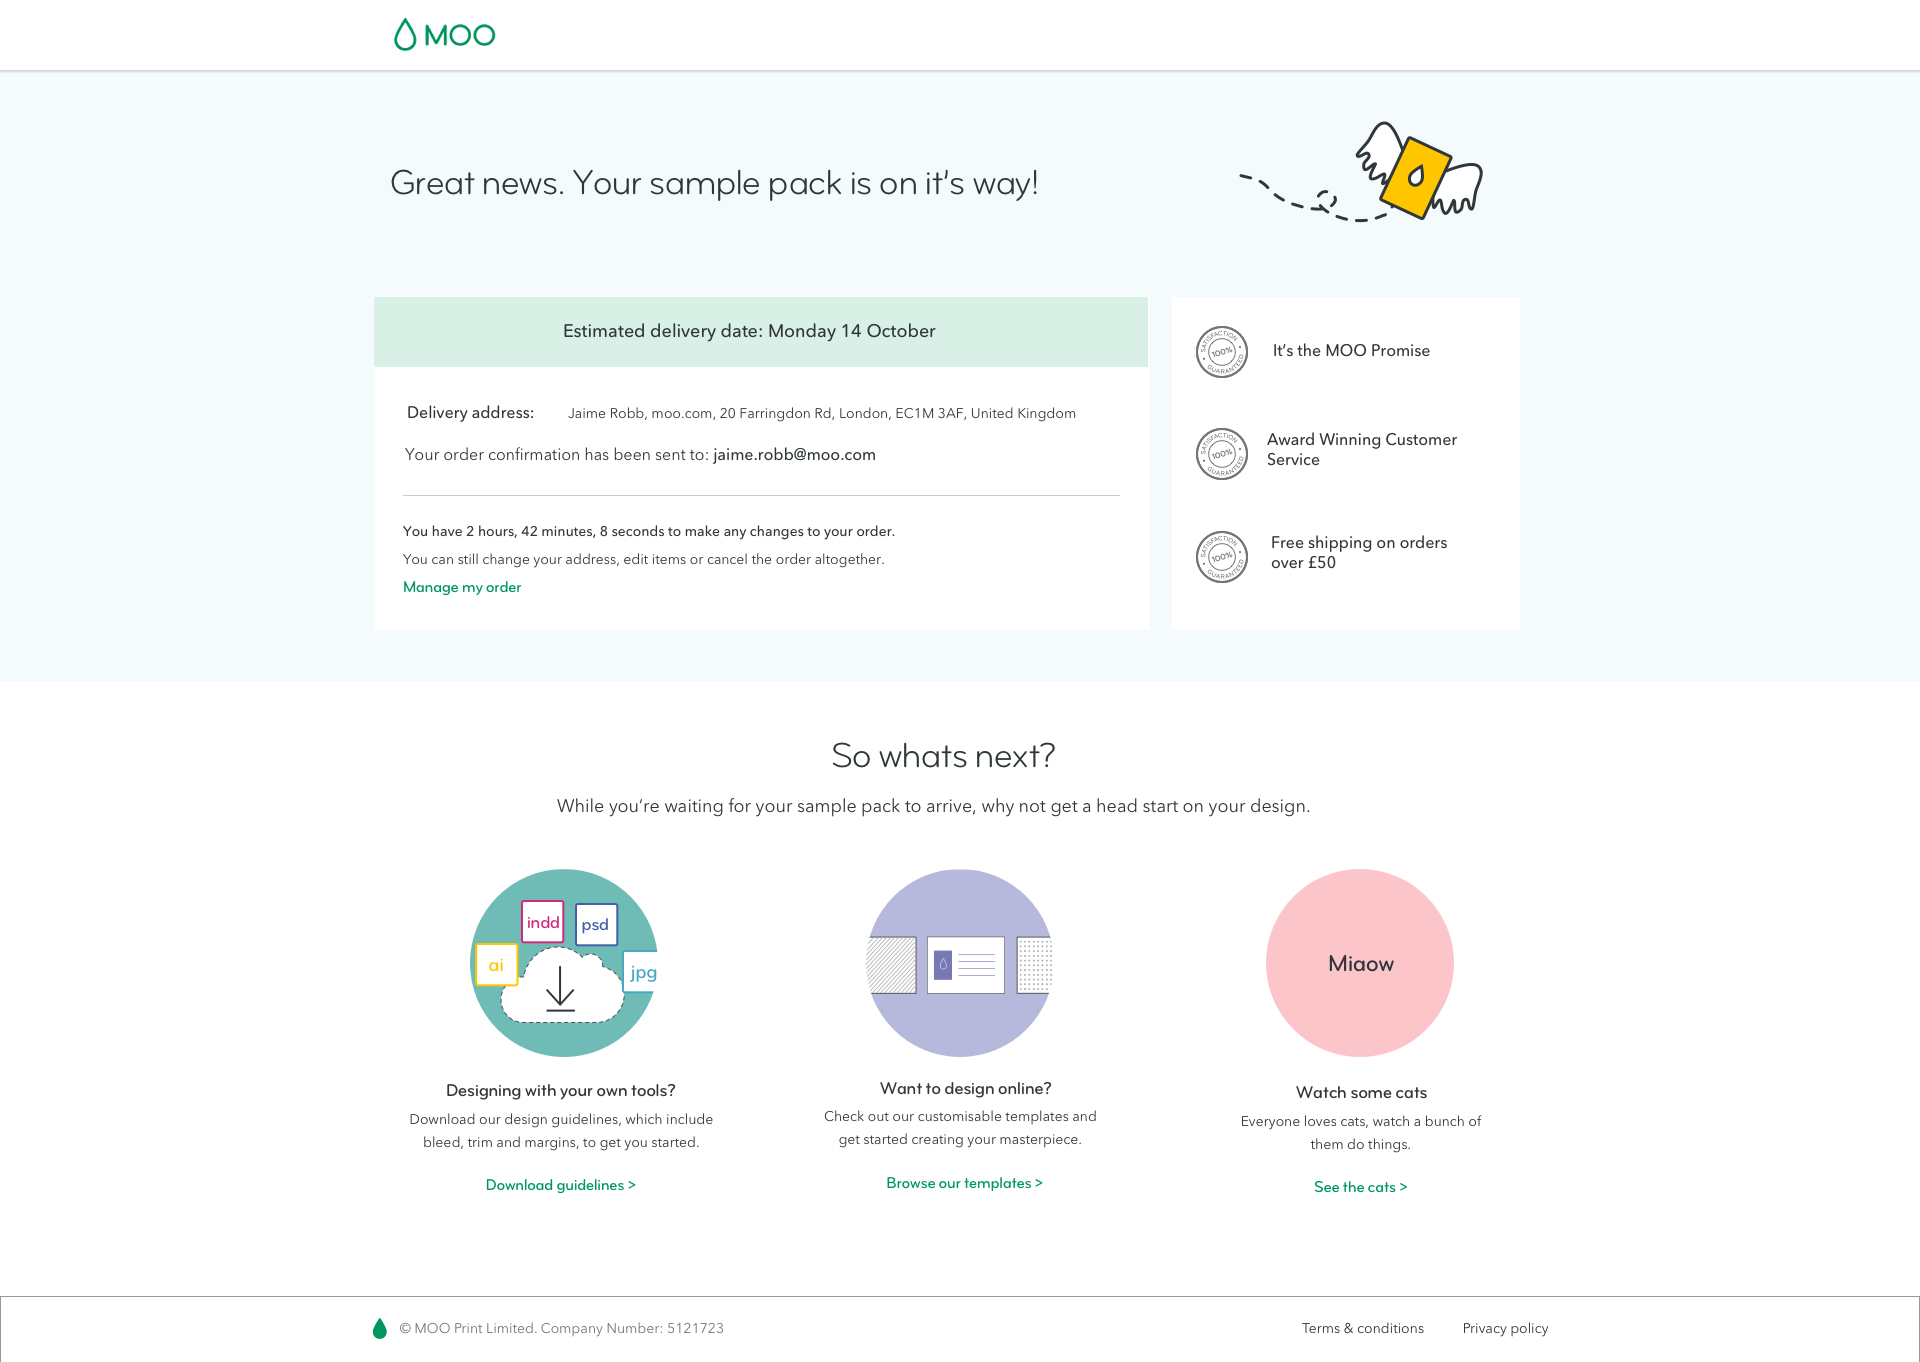 MOO
Great news. Your sample pack is on it's way!
Estimated delivery date: Monday 14 October
Delivery address: Jaime Robb, moo.com, 20 Farringdon Rd, London, EC1M 3AF, United Kingdom
Your order confirmation has been sent to: jaime.robb@moo.com
You have 2 hours, 42 minutes, 8 seconds to make any changes to your order.
You can still change your address, edit items or cancel the order altogether.
Manage my order
SATISFACTION
100%
GUARANTEED
It's the MOO Promise
SATISFACTION
100%
GUARANTEED
Award Winning Customer
Service
SATISFACTION
100%
GUARANTEED
Free shipping on orders
over £50
So whats next?
While you're waiting for your sample pack to arrive, why not get a head start on your design.
ai
indd
psd
jpg
Designing with your own tools?
Download our design guidelines, which include
bleed, trim and margins, to get you started.
Download guidelines >
Want to design online?
Check out our customisable templates and
get started creating your masterpiece.
Browse our templates >
Miaow
Watch some cats
Everyone loves cats, watch a bunch of
them do things.
See the cats >
© MOO Print Limited. Company Number: 5121723
Terms & conditions
Privacy policy